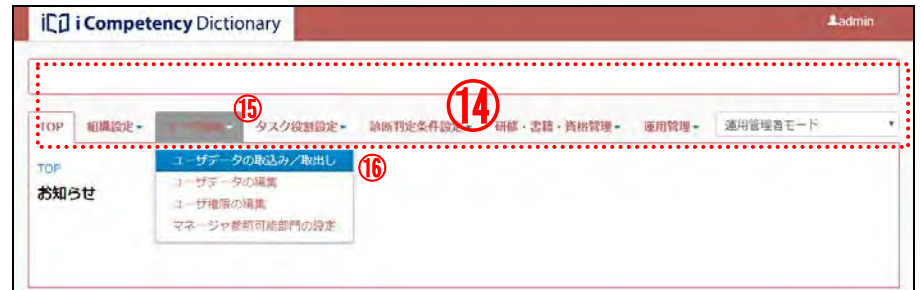 iCD i Competency Dictionary
admin
⑭
⑮
TOP 組織設定 タスク役割設定 診断判定条件設定 研修・書籍・資格管理 運用管理 運用管理者モード
TOP
お知らせ
ユーザデータの取込み/取出し
⑯
ユーザデータの編集
ユーザ権限の編集
マネージャ参照可能部門の設定